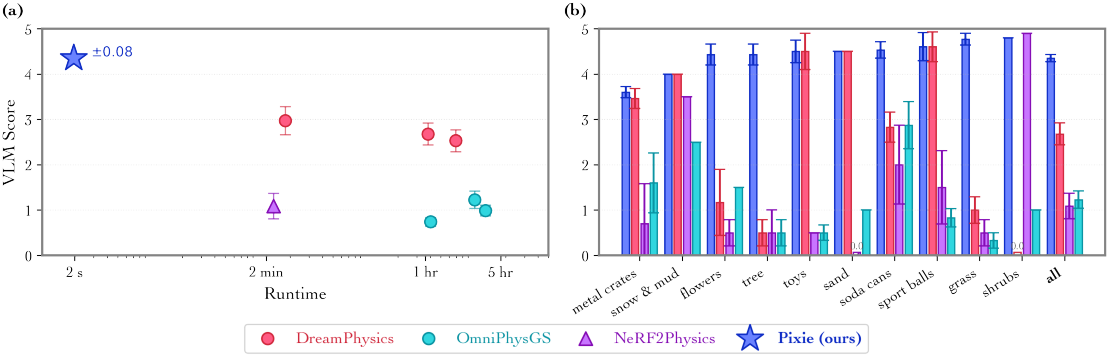 (a)
5
4
3
2
1
0
VLM Score
±0.08
2 s
2 min
1 hr
5 hr
Runtime
(b)
5
4
3
2
1
0
0.0
0.0
metal crates
snow & mud
flowers
tree
toys
sand
soda cans
sport balls
grass
shrubs
all
DreamPhysics
OmniPhysGS
NeRF2Physics
Pixie (ours)